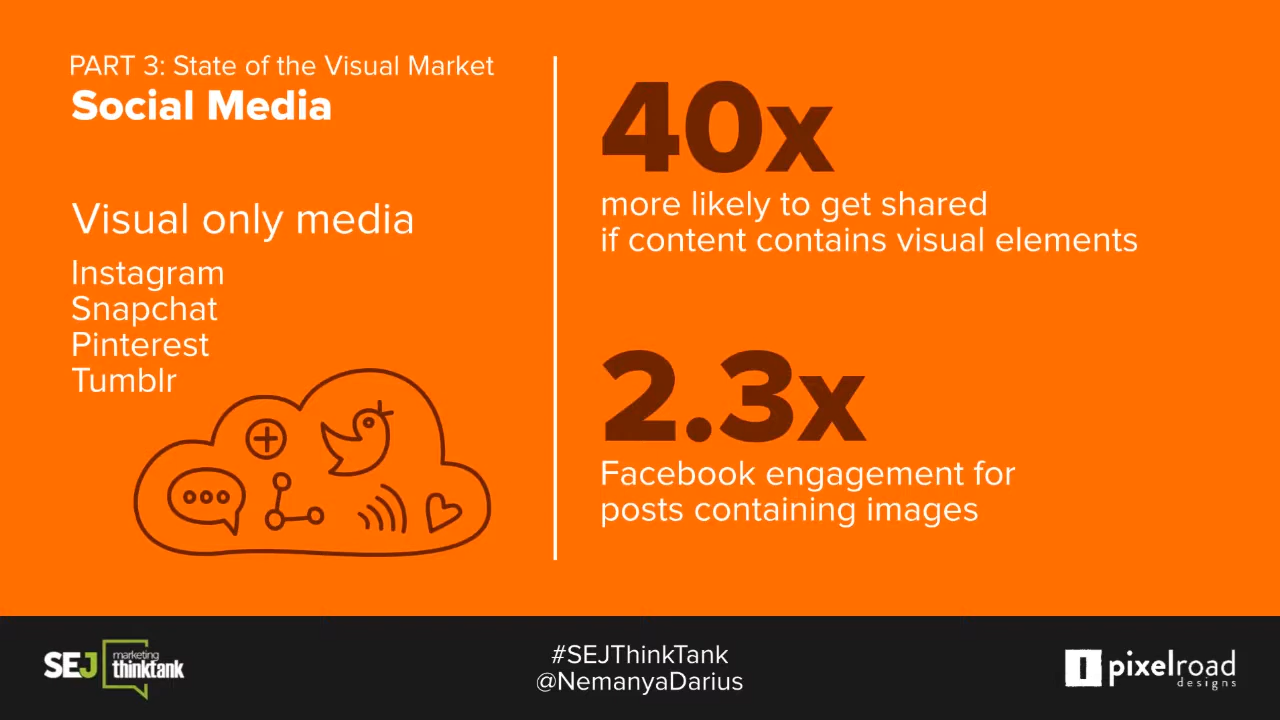 PART 3: State of the Visual Market
Social Media
Visual only media
Instagram
Snapchat
Pinterest
Tumblr
40x
more likely to get shared
if content contains visual elements
2.3x
Facebook engagement for
posts containing images
SEJ marketing
thinktank
#SEJThinkTank
@NemanyaDarius
pixelroad
designs